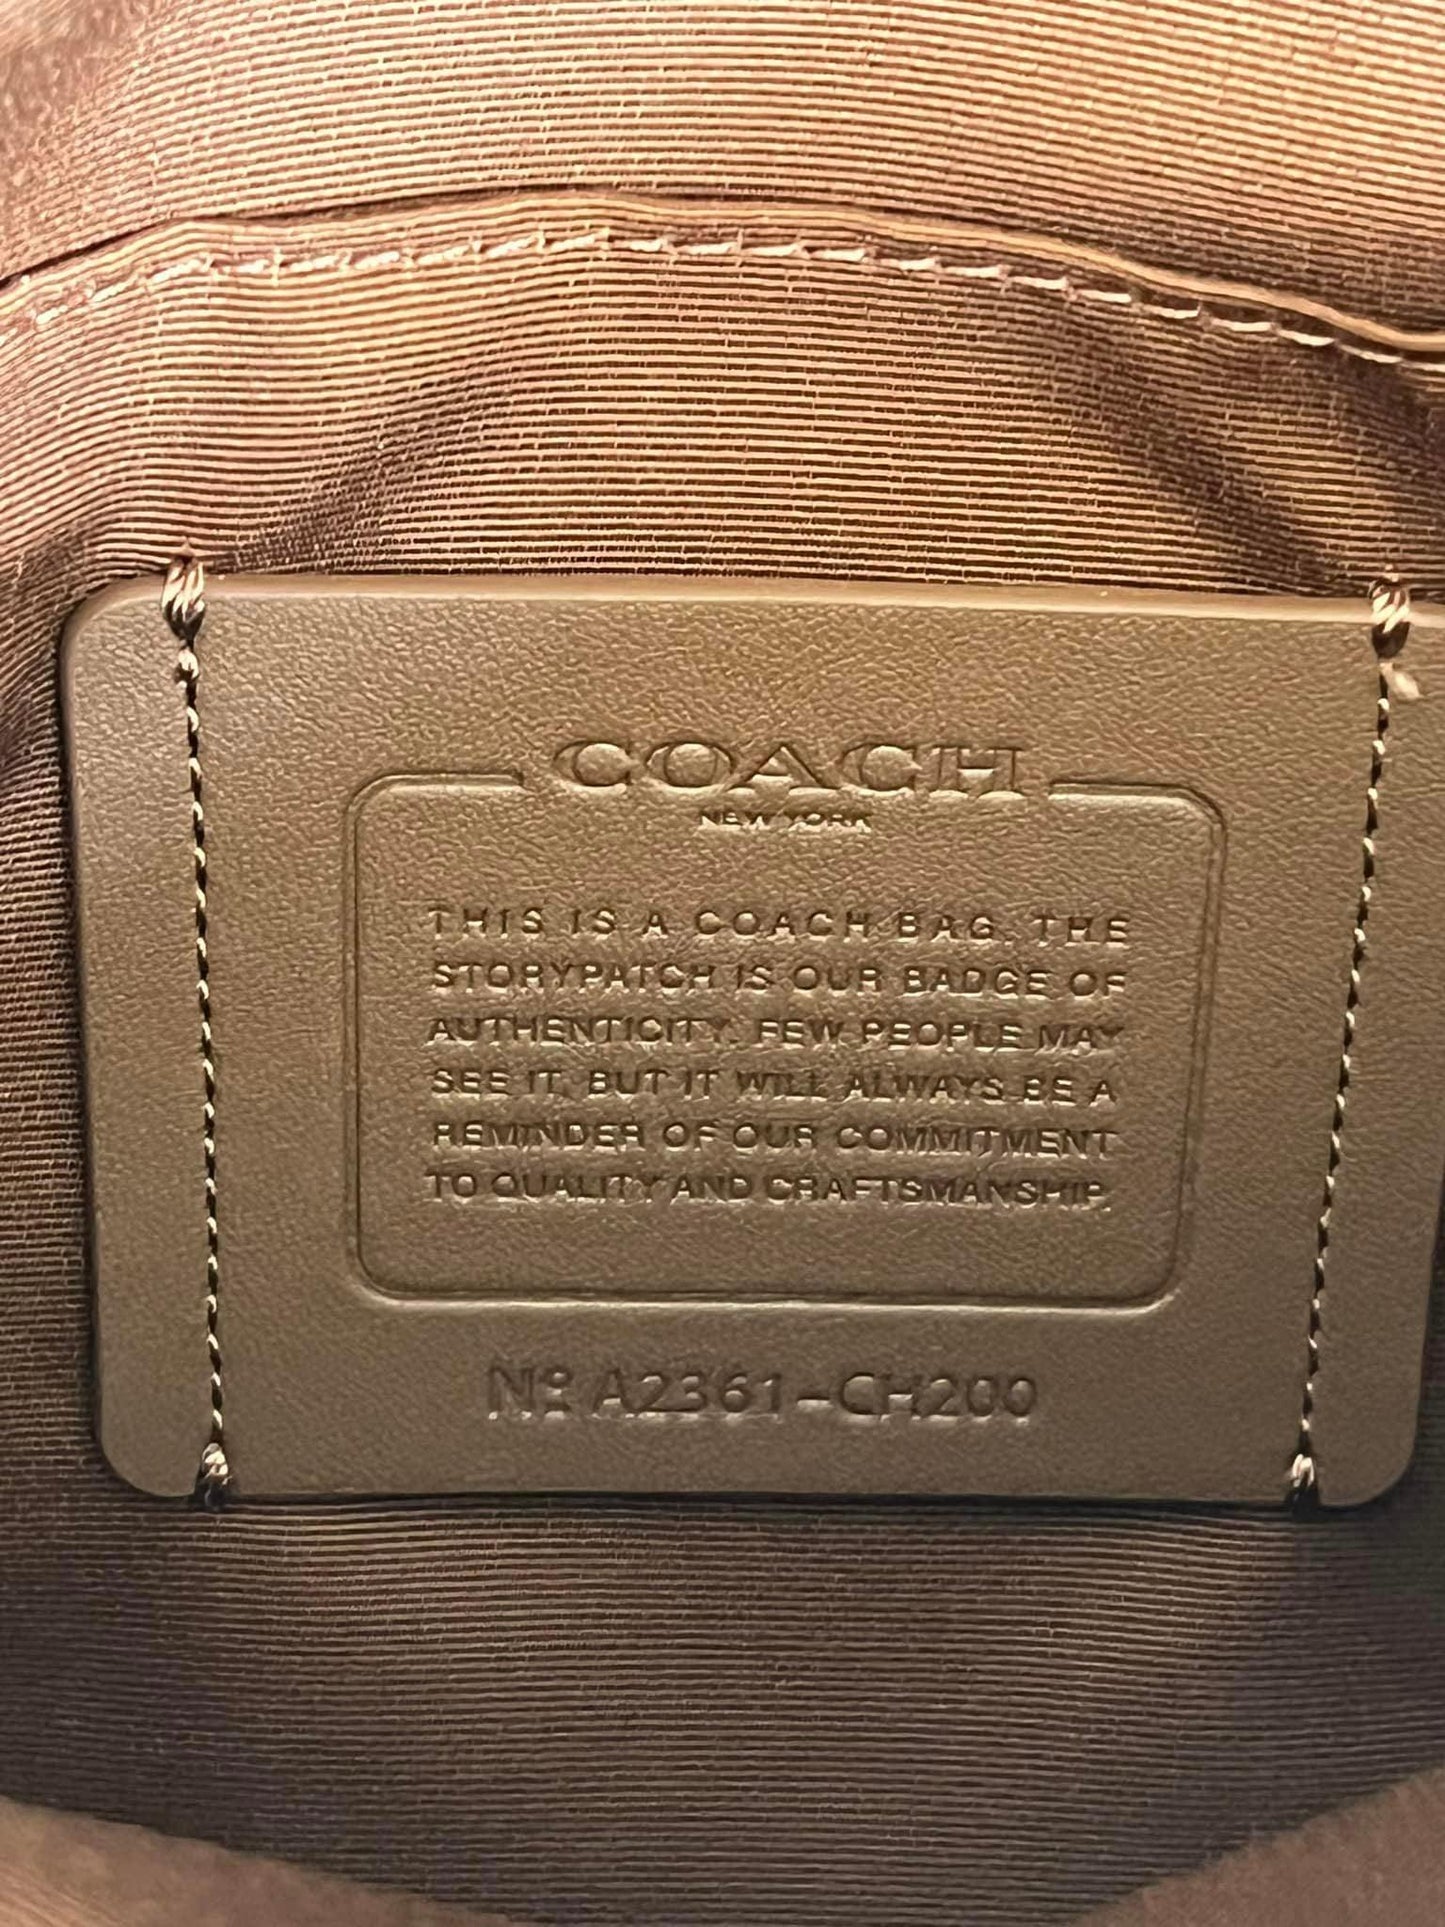 COACH
NEW YORK
THIS IS A COACH BAG. THE
STORYPATCH IS OUR BADGE OF
AUTHENTICITY. FEW PEOPLE MAY
SEE IT, BUT IT WILL ALWAYS BE A
REMINDER OF OUR COMMITMENT
TO QUALITY AND CRAFTSMANSHIP.
Nº A2361-CH200